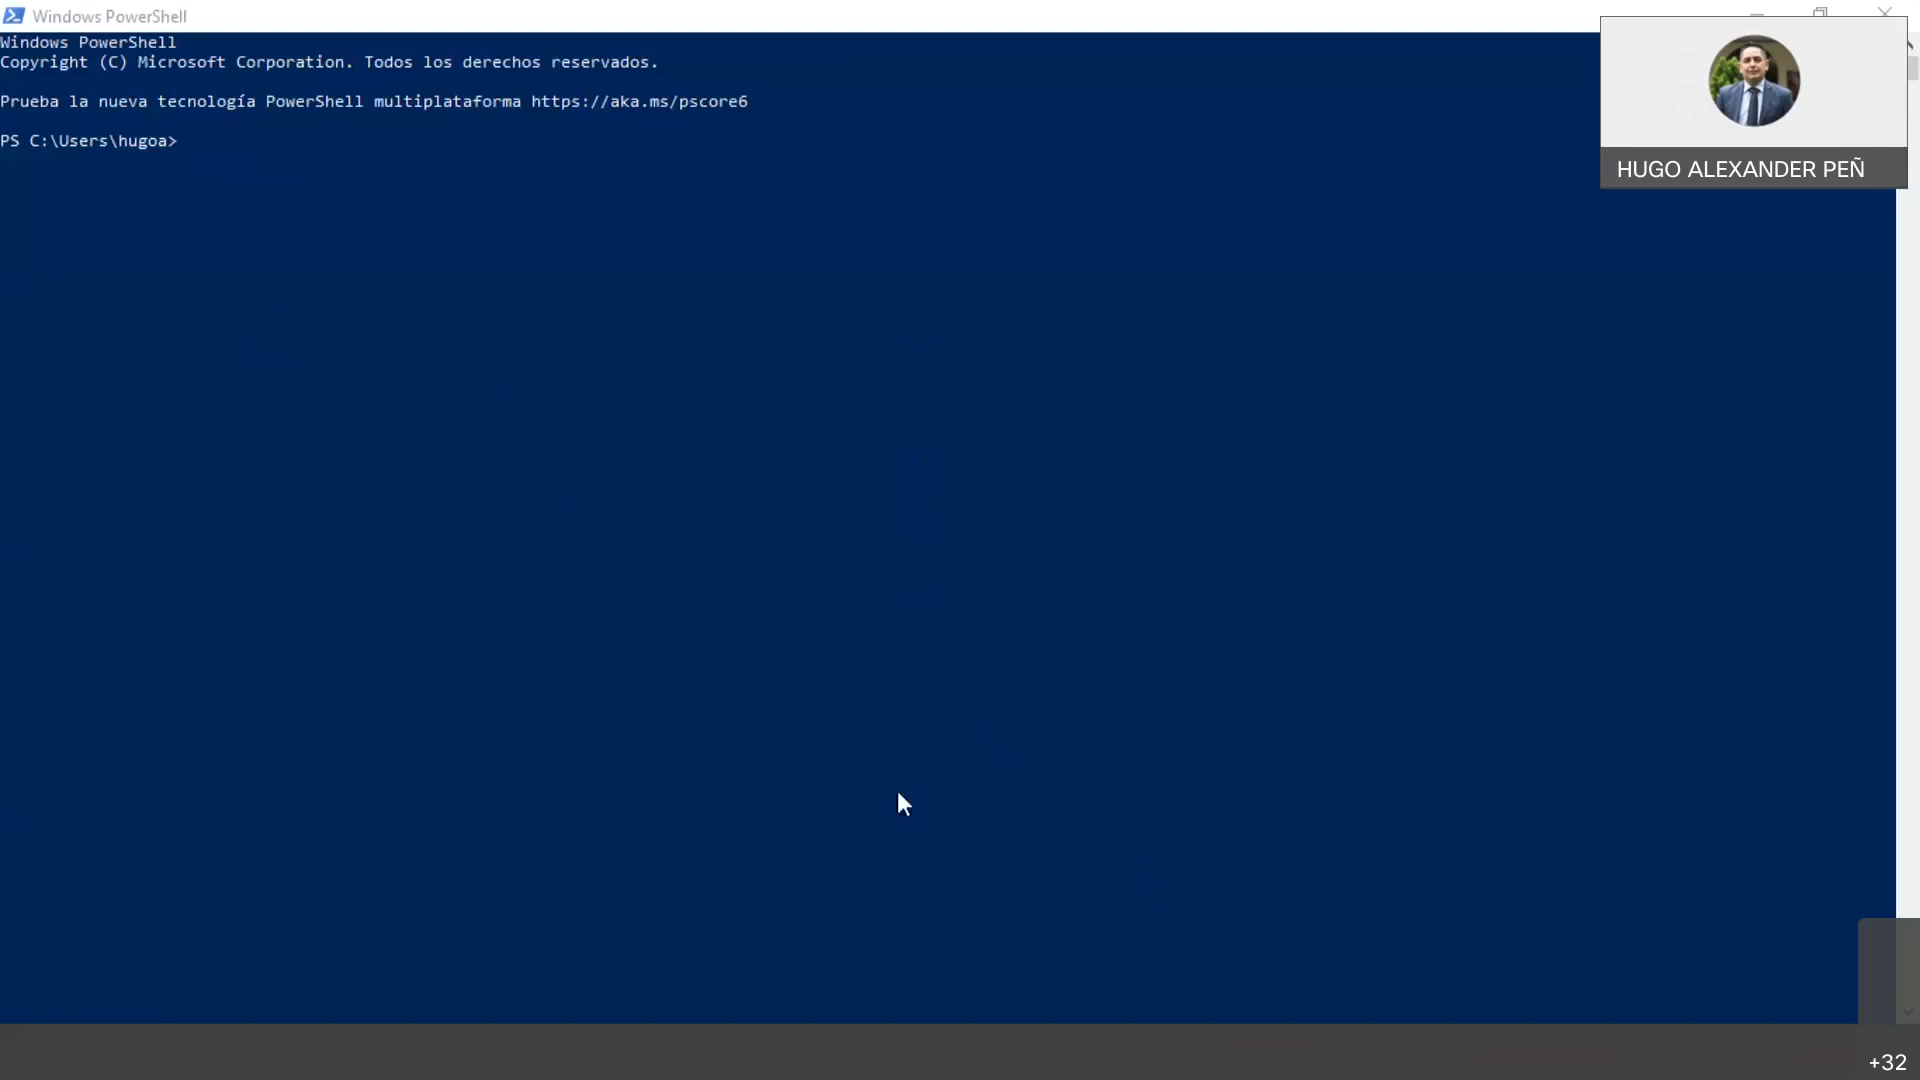 Windows PowerShell
Windows PowerShell
Copyright (C) Microsoft Corporation. Todos los derechos reservados.
Prueba la nueva tecnología PowerShell multiplataforma https://aka.ms/pscore6
PS C:\Users\hugoa>
HUGO ALEXANDER PEÑ
+32